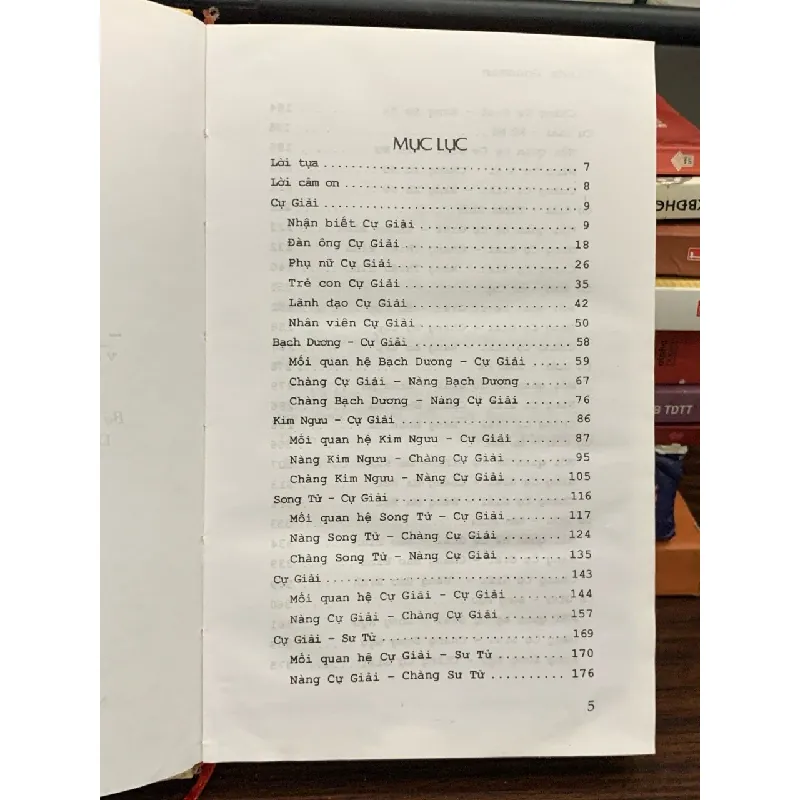 MỤC LỤC
Lời tựa ........................................ 7
Lời cảm ơn ..................................... 8
Cự Giải ........................................ 9
Nhận biết Cự Giải ........................ 9
Đàn ông Cự Giải ......................... 18
Phụ nữ Cự Giải .......................... 26
Trẻ con Cự Giải ......................... 35
Lãnh đạo Cự Giải ........................ 42
Nhân viên Cự Giải ....................... 50
Bạch Dương - Cự Giải ....................... 58
Mối quan hệ Bạch Dương - Cự Giải ..... 59
Chàng Cự Giải - Nàng Bạch Dương ....... 67
Chàng Bạch Dương - Nàng Cự Giải ....... 76
Kim Ngưu - Cự Giải ......................... 86
Mối quan hệ Kim Ngưu - Cự Giải ........ 87
Nàng Kim Ngưu - Chàng Cự Giải ......... 95
Chàng Kim Ngưu - Nàng Cự Giải ....... 105
Song Tử - Cự Giải ......................... 116
Mối quan hệ Song Tử - Cự Giải ....... 117
Nàng Song Tử - Chàng Cự Giải ......... 124
Chàng Song Tử - Nàng Cự Giải ......... 135
Cự Giải .................................... 143
Mối quan hệ Cự Giải - Cự Giải ........ 144
Nàng Cự Giải - Chàng Cự Giải ......... 157
Cự Giải - Sư Tử ........................... 169
Mối quan hệ Cự Giải - Sư Tử .......... 170
Nàng Cự Giải - Chàng Sư Tử .......... 176
5
B TDTT